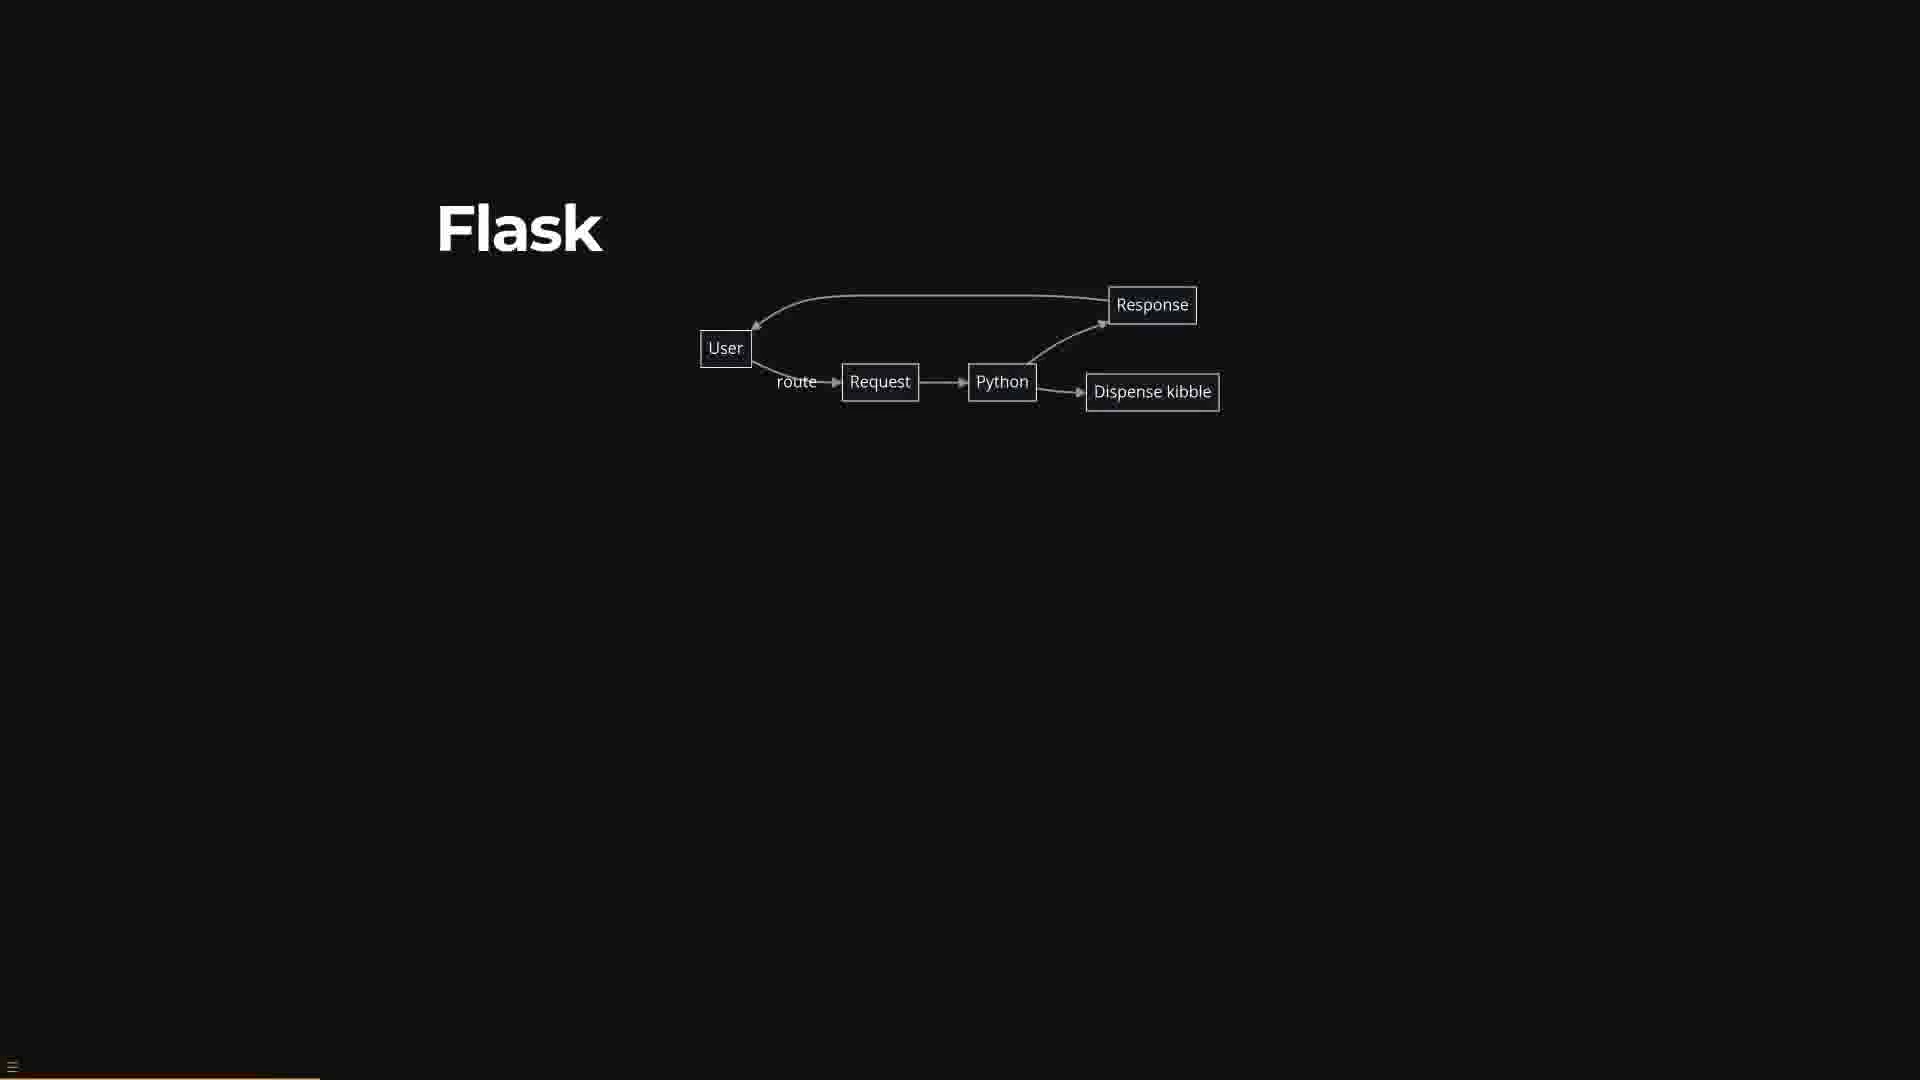 Flask
Response
User
route
Request
Python
Dispense kibble